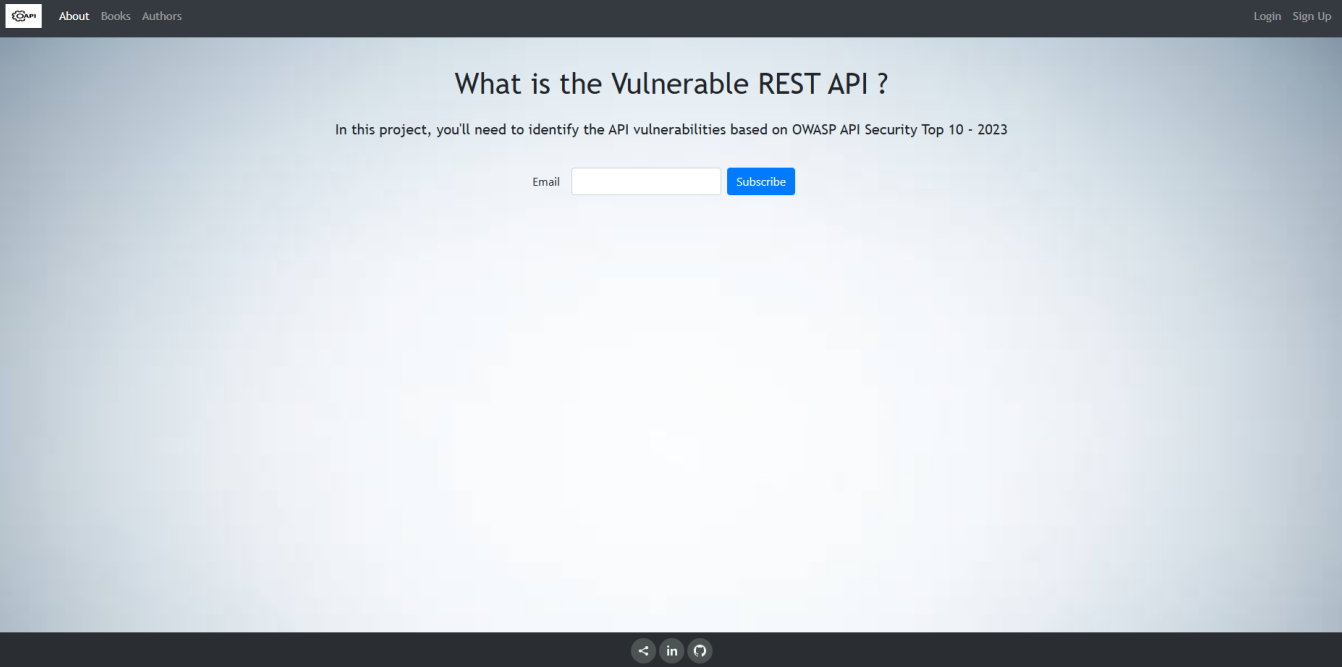 API
About
Books
Authors
Login
Sign Up
What is the Vulnerable REST API ?
In this project, you'll need to identify the API vulnerabilities based on OWASP API Security Top 10 - 2023
Email
Subscribe
in